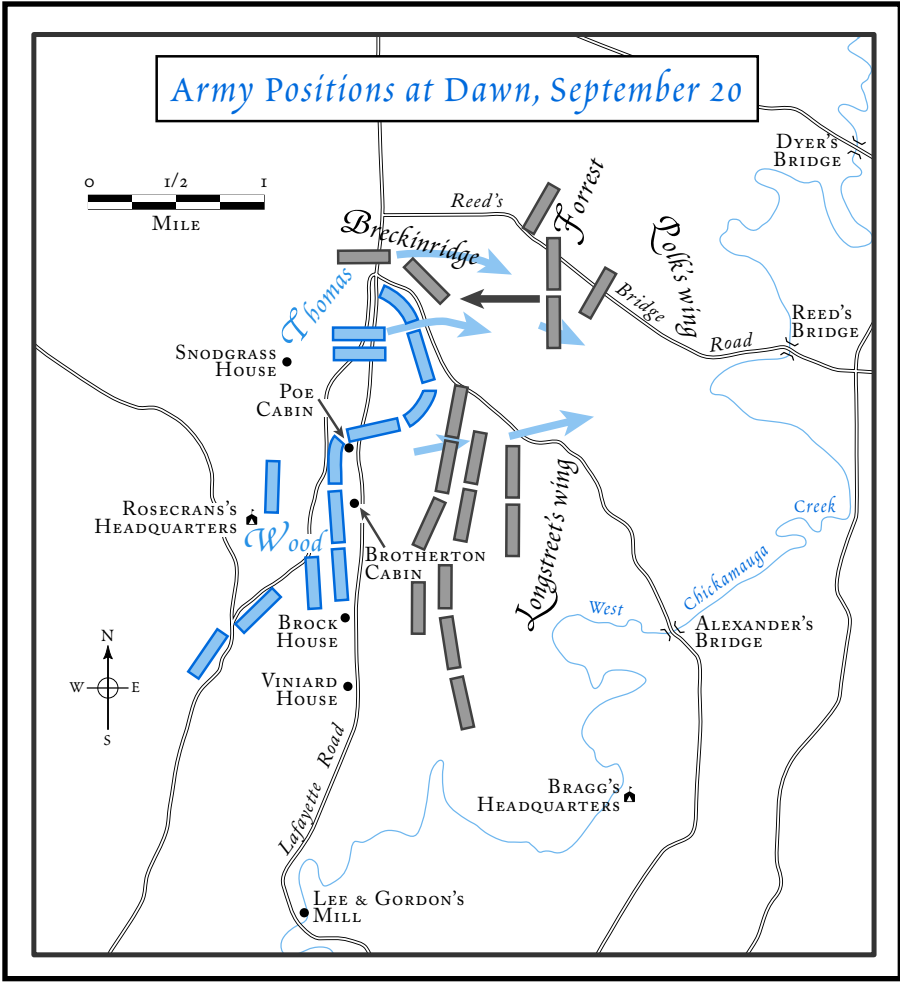 Army Positions at Dawn, September 20
0 1/2 1
Mile
Dyer's
Bridge
Reed's
Forrest
Breckinridge
Polk's wing
Thomas
Bridge
Reed's
Bridge
Road
Snodgrass
House
Poe
Cabin
Longstreet's wing
Rosecrans's
Headquarters
Creek
Wood
Brotherton
Cabin
Chickamauga
West
Brock
House
Alexander's
Bridge
N
W E
S
Viniard
House
Lafayette Road
Bragg's
Headquarters
Lee & Gordon's
Mill